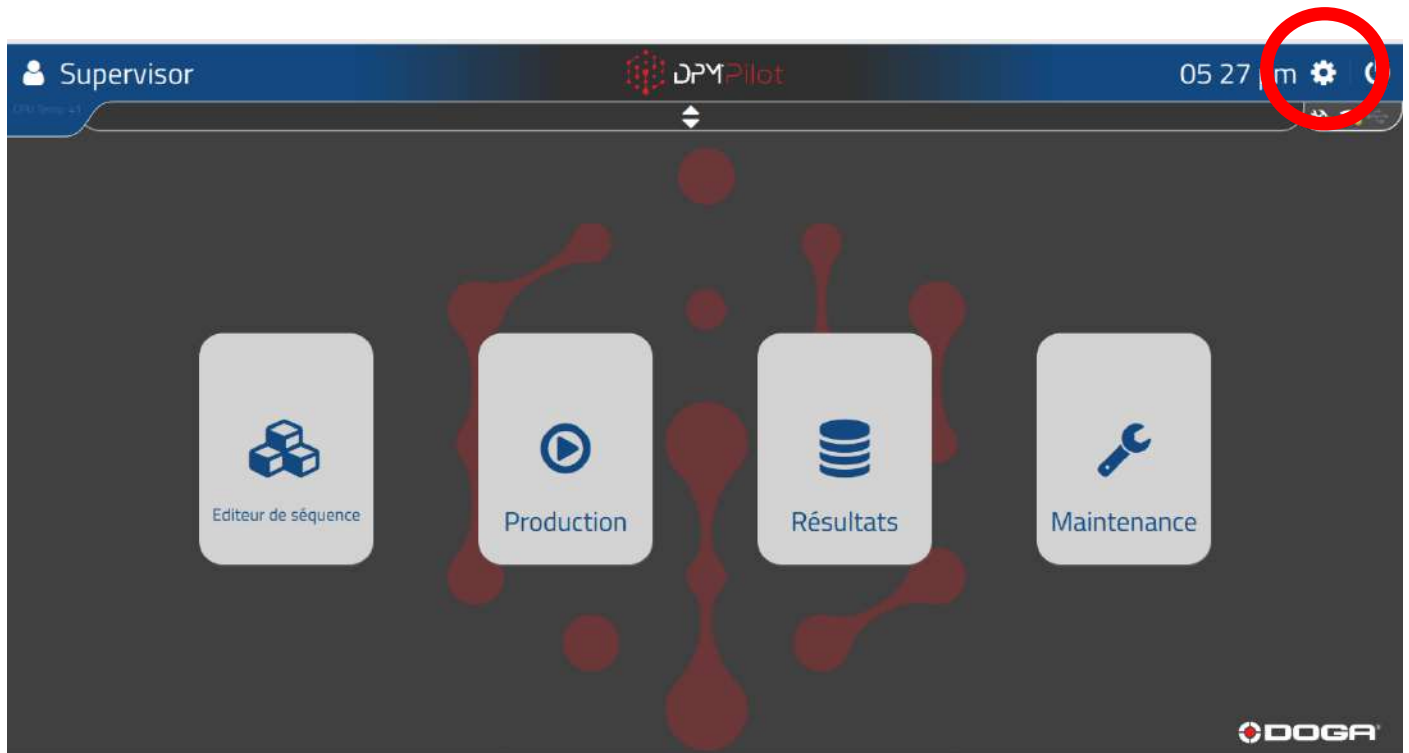 Supervisor
DPMPilot
05 27 pm
Editeur de séquence
Production
Résultats
Maintenance
DOGA